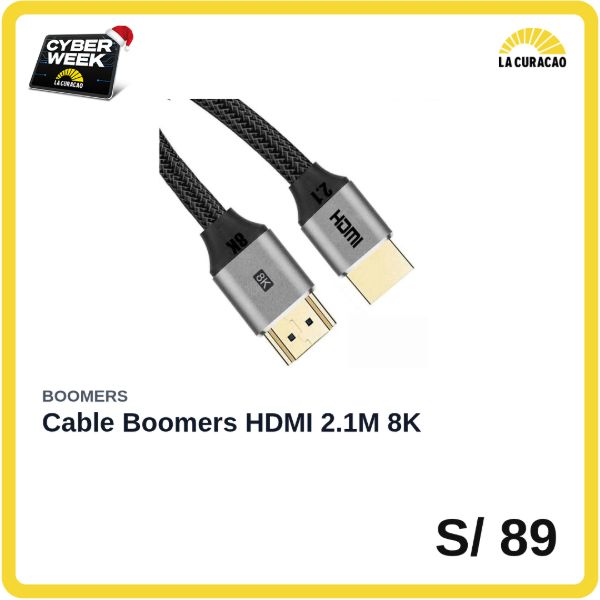 CYBER
WEEK
LA CURACAO
LA CURACAO
8K
2.1
8K
HDMI
BOOMERS
Cable Boomers HDMI 2.1M 8K
S/ 89